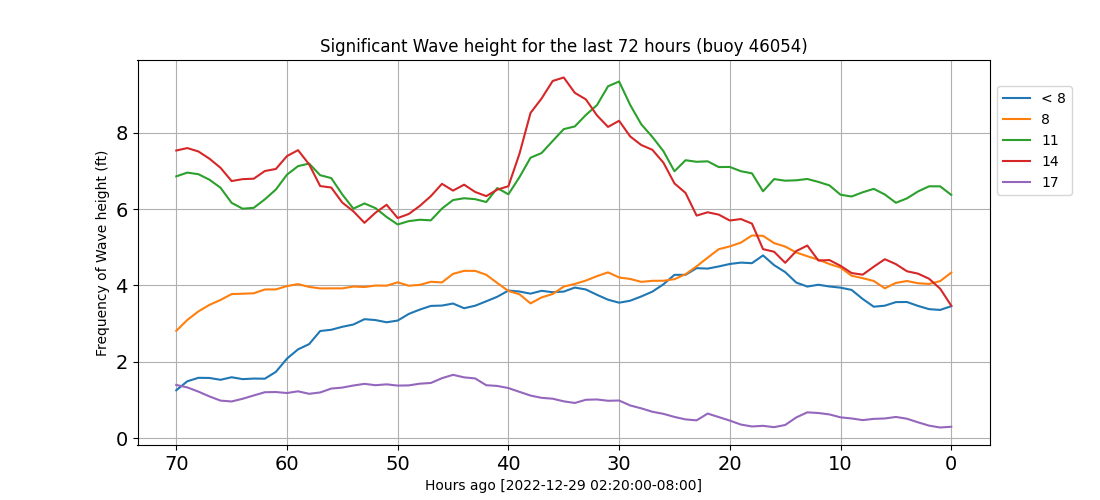 Significant Wave height for the last 72 hours (buoy 46054)
Frequency of Wave height (ft)
8
6
4
2
0
70 60 50 40 30 20 10 0
Hours ago [2022-12-29 02:20:00-08:00]
< 8
8
11
14
17